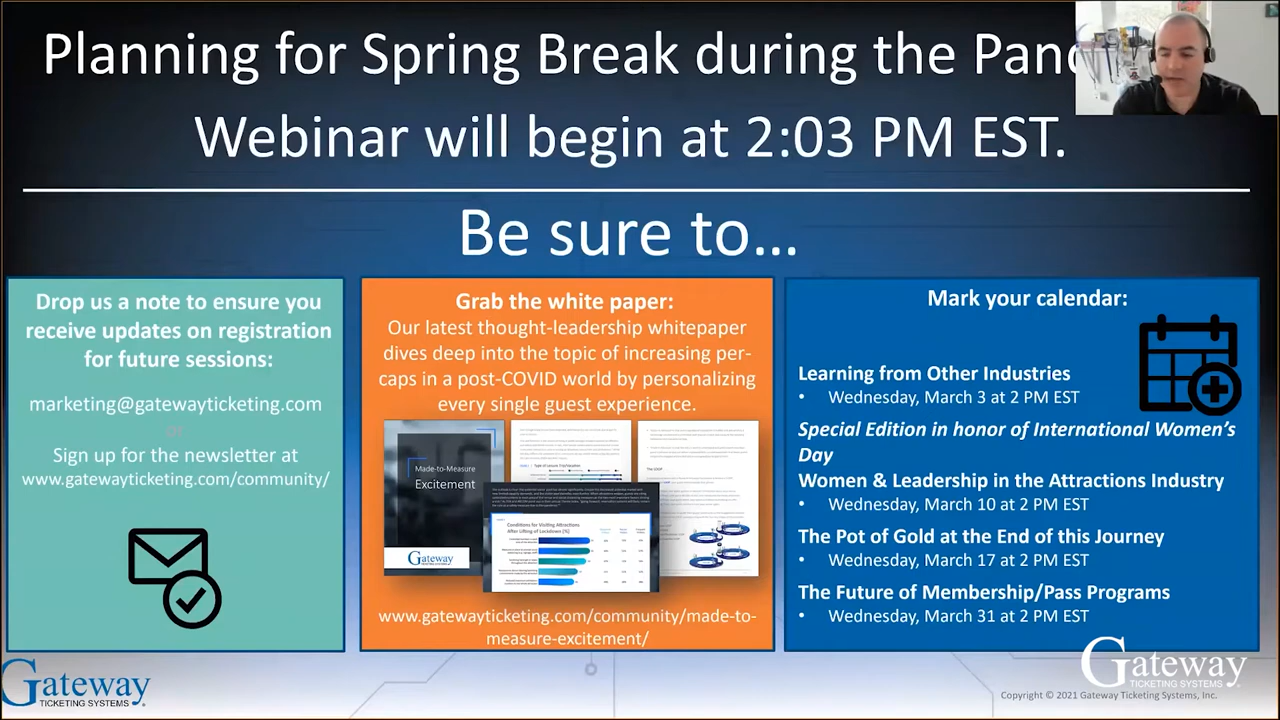 Planning for Spring Break during the
Webinar will begin at 2:03 PM EST.
Be sure to...
Drop us a note to ensure you
receive updates on registration
for future sessions:
marketing@gatewayticketing.com
or
Sign up for the newsletter at
www.gatewayticketing.com/community/
Grab the white paper:
Our latest thought-leadership whitepaper
dives deep into the topic of increasing per-
caps in a post-COVID world by personalizing
every single guest experience.
Made-to-Measure
Excitement
Gateway
Conditions for Visiting Attractions
After Lifting of Lockdown [%]
www.gatewayticketing.com/community/made-to-
measure-excitement/
Mark your calendar:
Learning from Other Industries
• Wednesday, March 3 at 2 PM EST
Special Edition in honor of International Women's
Day
Women & Leadership in the Attractions Industry
• Wednesday, March 10 at 2 PM EST
The Pot of Gold at the End of this Journey
• Wednesday, March 17 at 2 PM EST
The Future of Membership/Pass Programs
• Wednesday, March 31 at 2 PM EST
Gateway
TICKETING SYSTEMS®
Gateway
TICKETING SYSTEMS®
Copyright © 2021 Gateway Ticketing Systems, Inc.